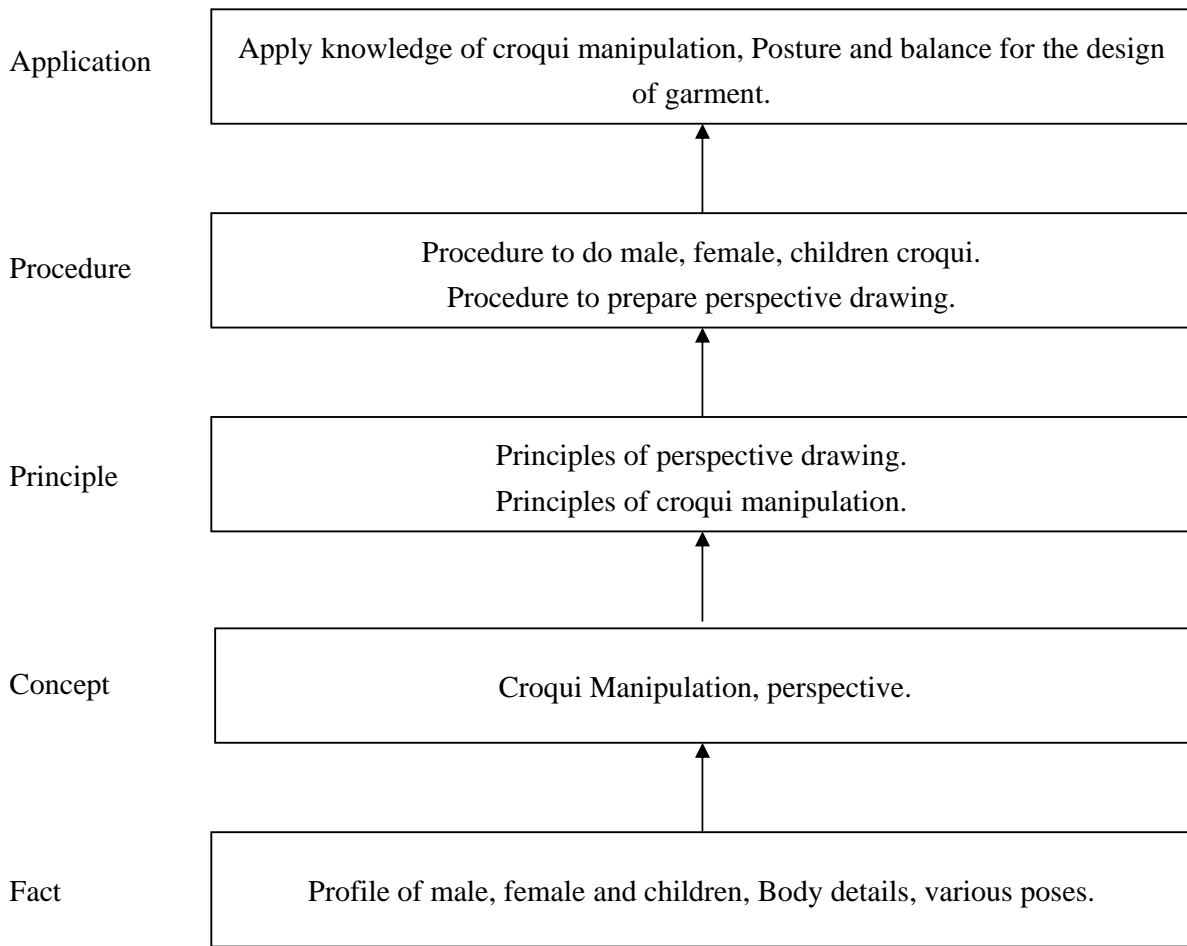 Application
Apply knowledge of croqui manipulation, Posture and balance for the design
of garment.
Procedure
Procedure to do male, female, children croqui.
Procedure to prepare perspective drawing.
Principle
Principles of perspective drawing.
Principles of croqui manipulation.
Concept
Croqui Manipulation, perspective.
Fact
Profile of male, female and children, Body details, various poses.